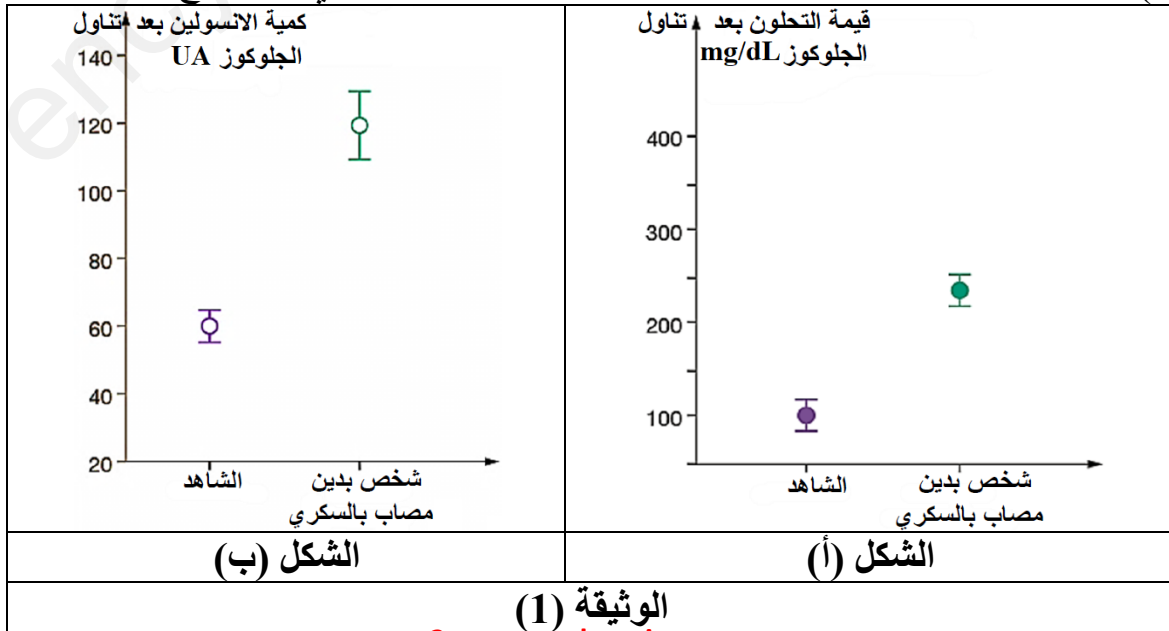 قيمة التحلون بعد تناول
الجلوكوز mg/dL
400
300
200
100
الشاهد
شخص بدين
مصاب بالسكري
كمية الانسولين بعد تناول
الجلوكوز UA
140
120
100
80
60
40
20
الشاهد
شخص بدين
مصاب بالسكري
الشكل (أ)
الشكل (ب)
الوثيقة (1)